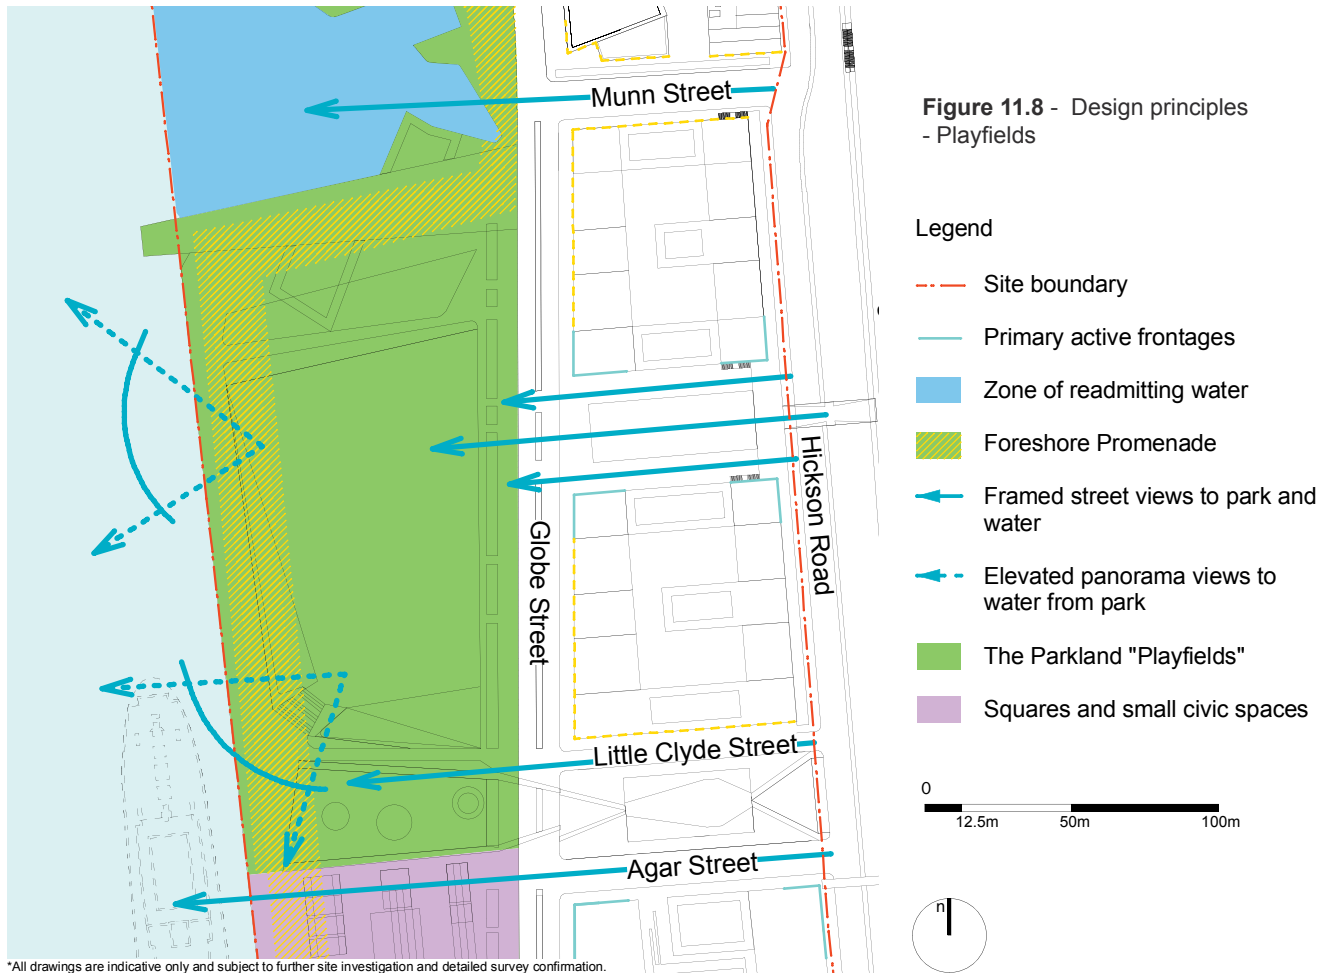 Munn Street
Globe Street
Hickson Road
Little Clyde Street
Agar Street
*All drawings are indicative only and subject to further site investigation and detailed survey confirmation.
Figure 11.8 - Design principles
- Playfields
Legend
Site boundary
Primary active frontages
Zone of readmitting water
Foreshore Promenade
Framed street views to park and
water
Elevated panorama views to
water from park
The Parkland "Playfields"
Squares and small civic spaces
0
12.5m 50m 100m
n